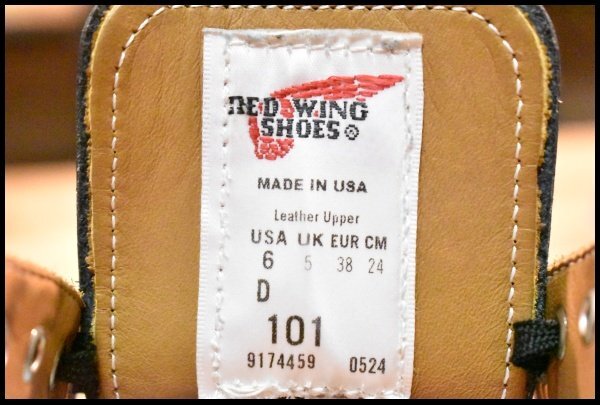 RED WING
SHOES®
MADE IN USA
Leather Upper
USA UK EUR CM
6 5 38 24
D
101
9174459 0524